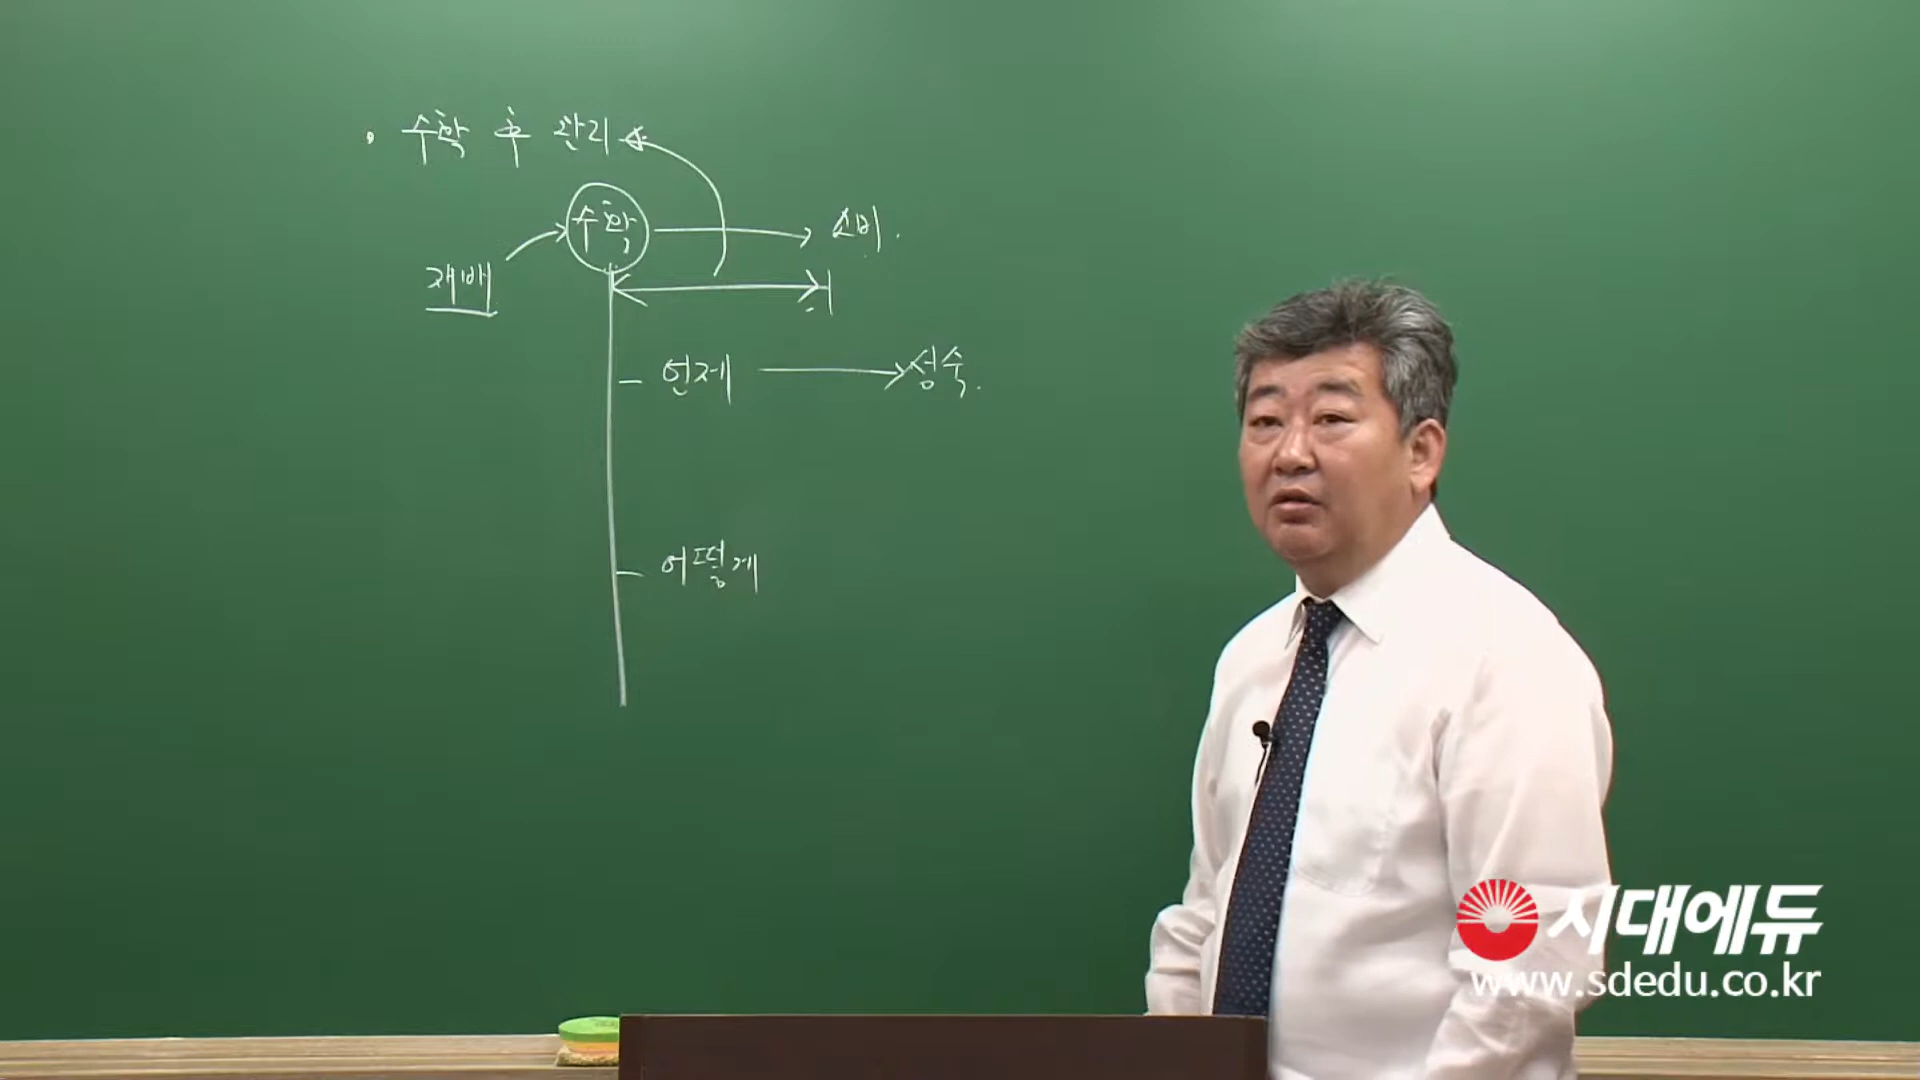 · 수확 후 관리
수확 소비.
재배
언제 성숙.
어떻게
시대에듀
www.sdedu.co.kr